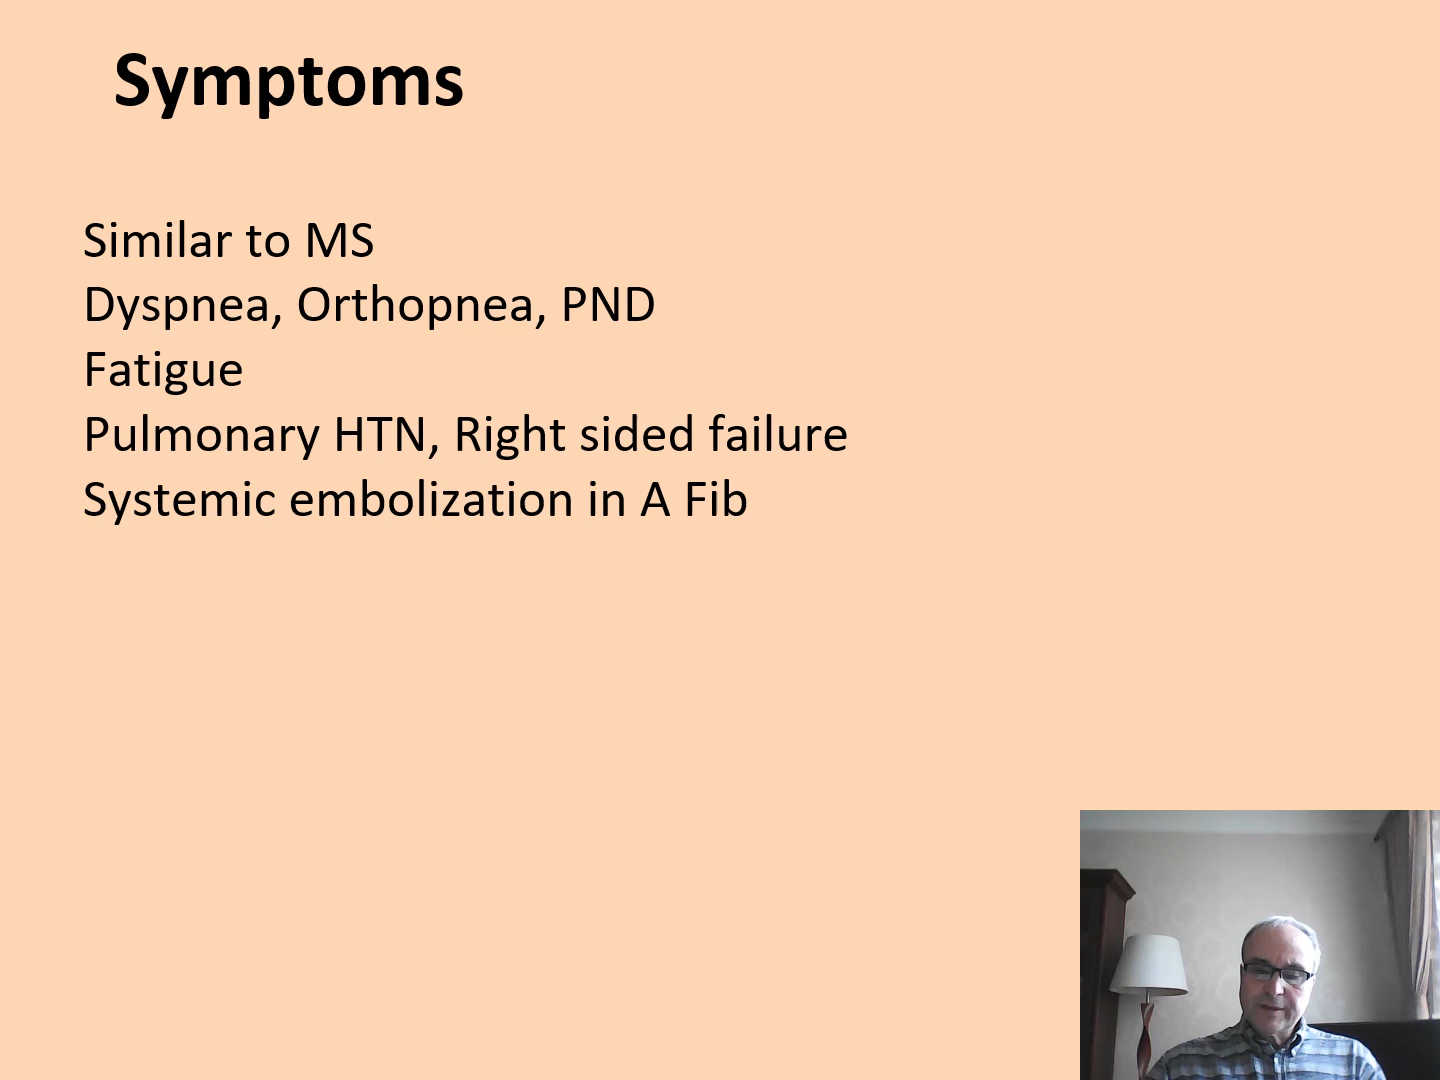 Symptoms
Similar to MS
Dyspnea, Orthopnea, PND
Fatigue
Pulmonary HTN, Right sided failure
Systemic embolization in A Fib